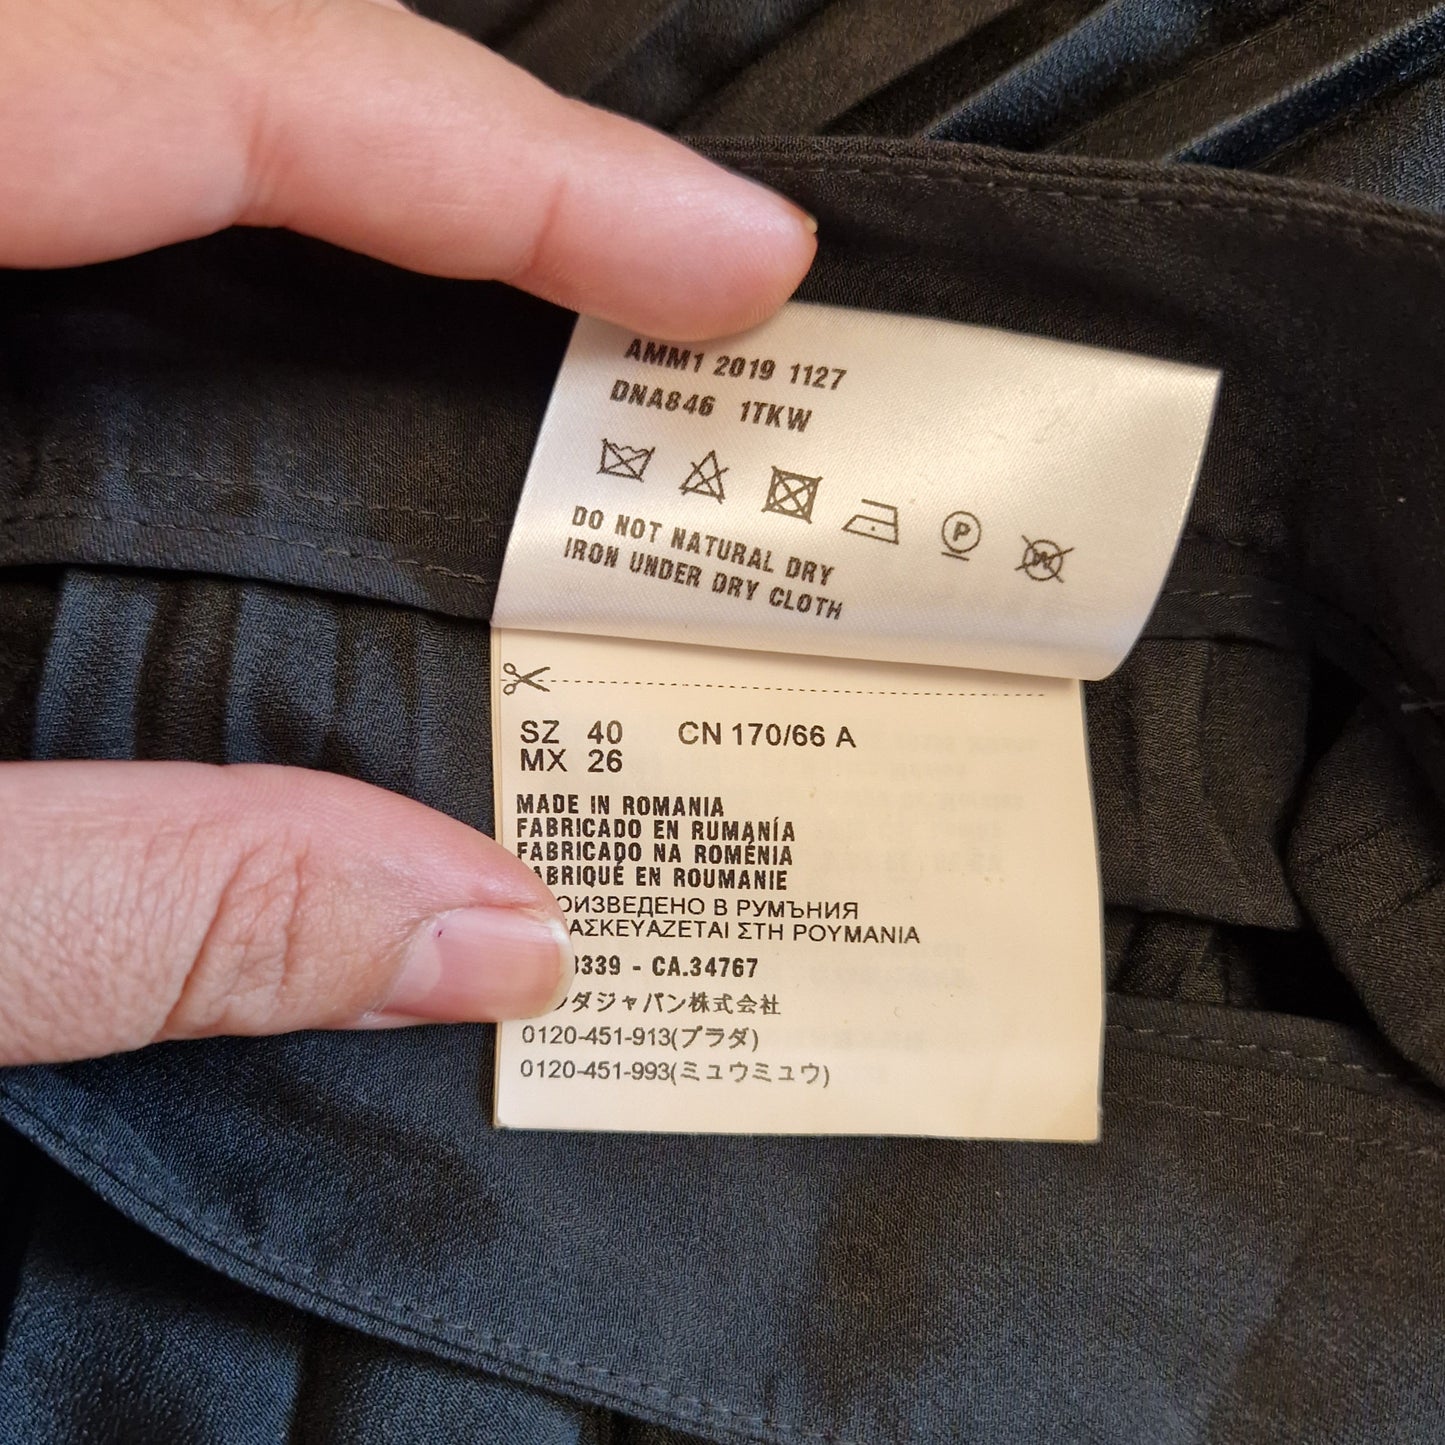 AMM1 2019 1127
DNA846 1TKW
P
W
DO NOT NATURAL DRY
IRON UNDER DRY CLOTH
SZ 40 CN 170/66 A
MX 26
MADE IN ROMANIA
FABRICADO EN RUMANÍA
FABRICADO NA ROMÉNIA
ABRIQUÉ EN ROUMANIE
ОИЗВЕДЕНО В РУМЪНИЯ
ΑΣΚΕΥΑΖΕΤΑΙ ΣΤΗ ΡΟΥΜΑΝΙΑ
339 - CA.34767
ダジャパン株式会社
0120-451-913(プラダ)
0120-451-993(ミュウミュウ)